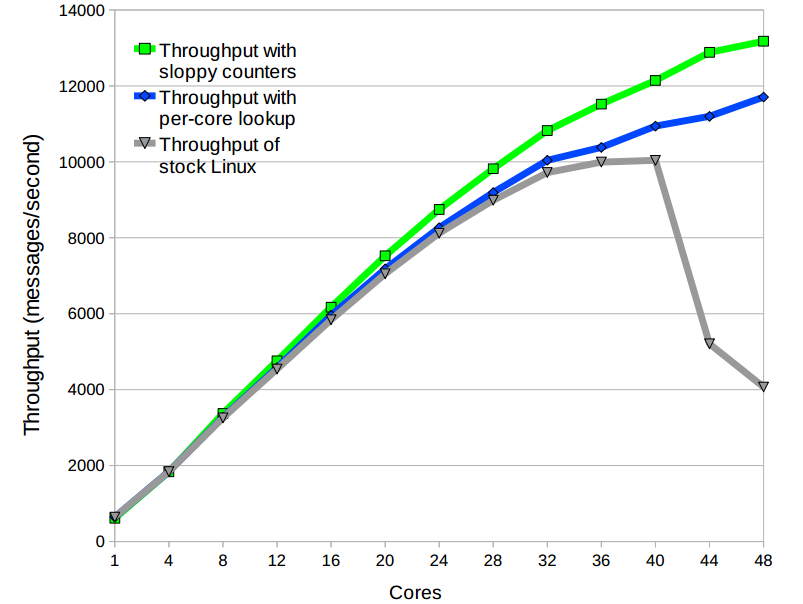 14000
12000
10000
8000
6000
4000
2000
0
Throughput (messages/second)
Throughput with
sloppy counters
Throughput with
per-core lookup
Throughput of
stock Linux
1 4 8 12 16 20 24 28 32 36 40 44 48
Cores